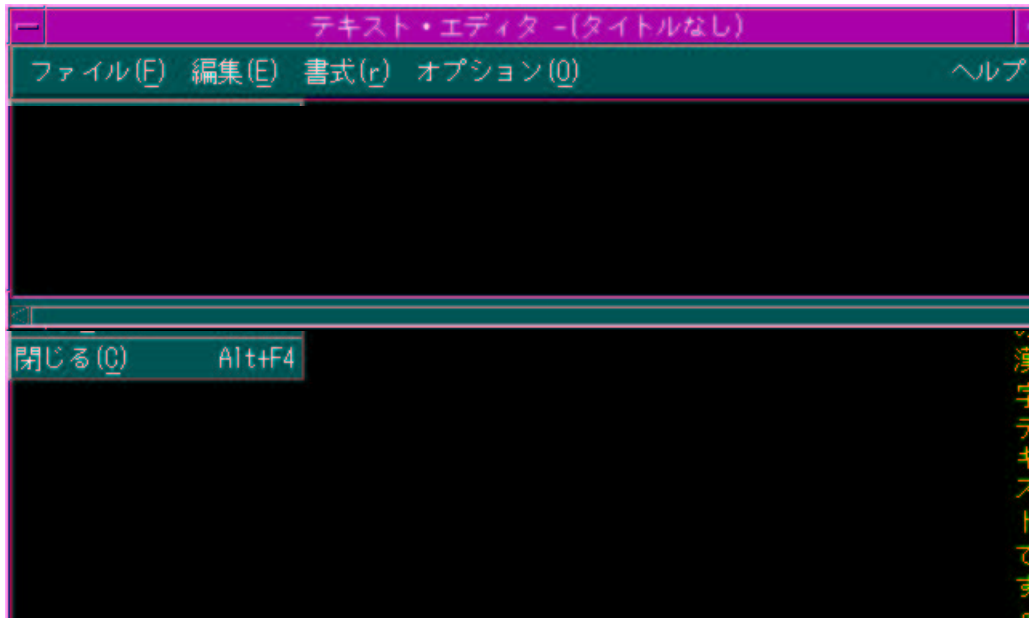 テキスト・エディタ -(タイトルなし)
ファイル(F) 編集(E) 書式(r) オプション(O) ヘルプ
閉じる(C) Alt+F4
漢字テキストです